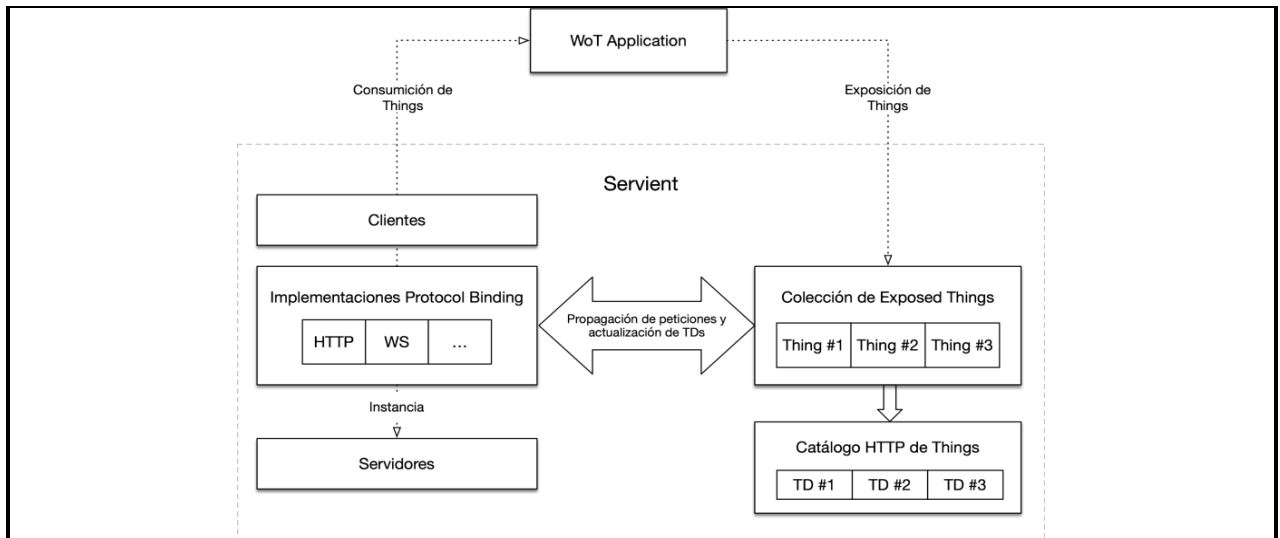 WoT Application
Consumición de
Things
Exposición de
Things
Servient
Clientes
Implementaciones Protocol Binding
HTTP
WS
...
Propagación de peticiones y
actualización de TDs
Colección de Exposed Things
Thing #1
Thing #2
Thing #3
Instancia
Servidores
Catálogo HTTP de Things
TD #1
TD #2
TD #3